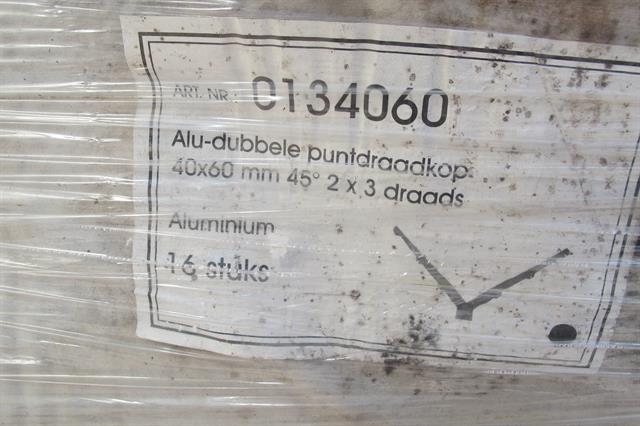 ART. NR.: 0134060
Alu-dubbele puntdraadkop.
40x60 mm 45° 2 x 3 draads
Aluminium
16 stuks